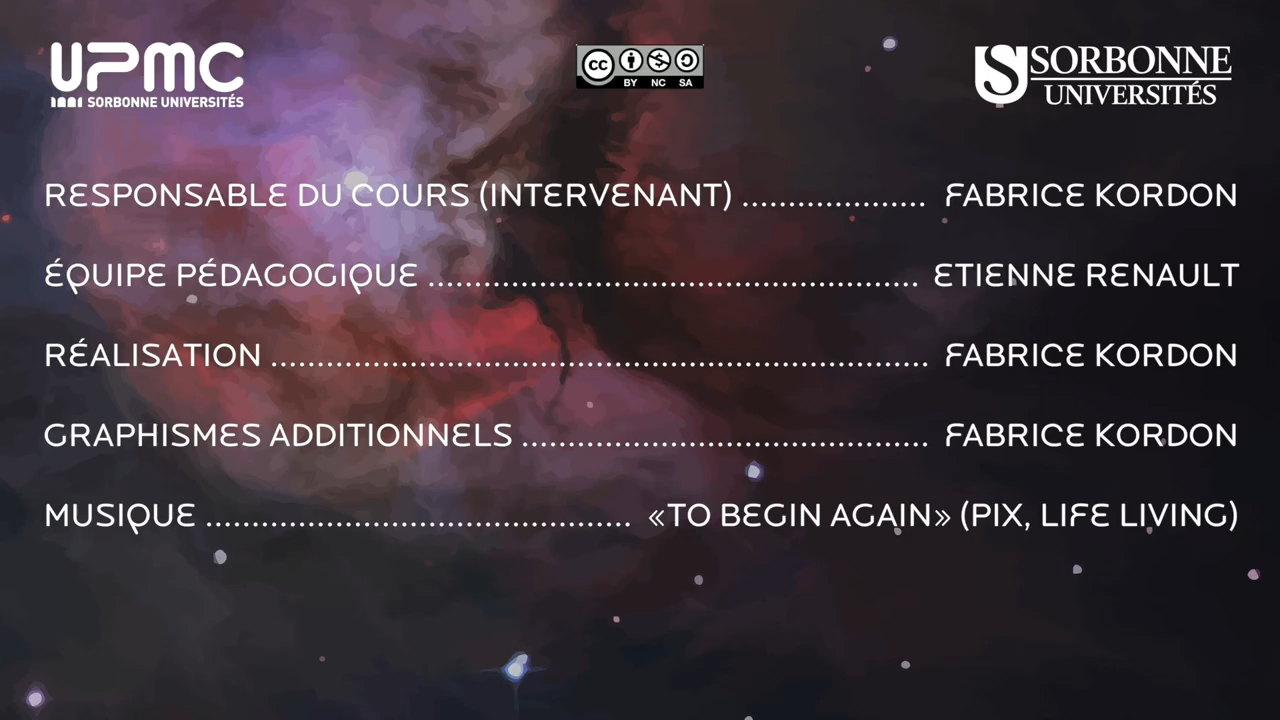 UPMC
SORBONNE UNIVERSITÉS
cc BY NC SA
SORBONNE
UNIVERSITÉS
RESPONSABLE DU COURS (INTERVENANT) ................... FABRICE KORDON
ÉQUIPE PÉDAGOGIQUE .................................................... ETIENNE RENAULT
RÉALISATION ...................................................................... FABRICE KORDON
GRAPHISMES ADDITIONNELS ........................................... FABRICE KORDON
MUSIQUE ............................................. «TO BEGIN AGAIN» (PIX, LIFE LIVING)